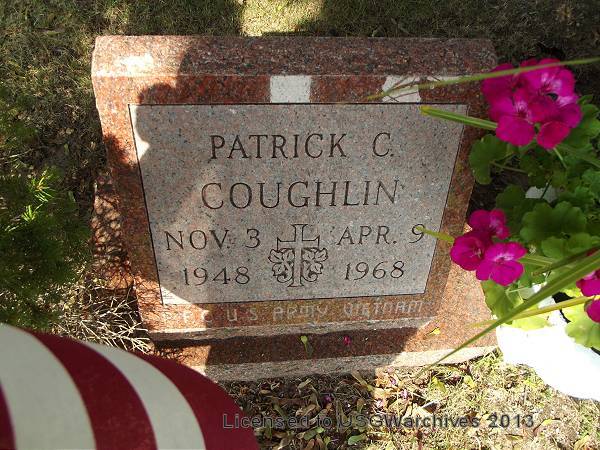 PATRICK C.
COUGHLIN
NOV. 3 APR. 9
1948 1968
U.S. ARMY VIETNAM
Licensed to USGWarchives 2013